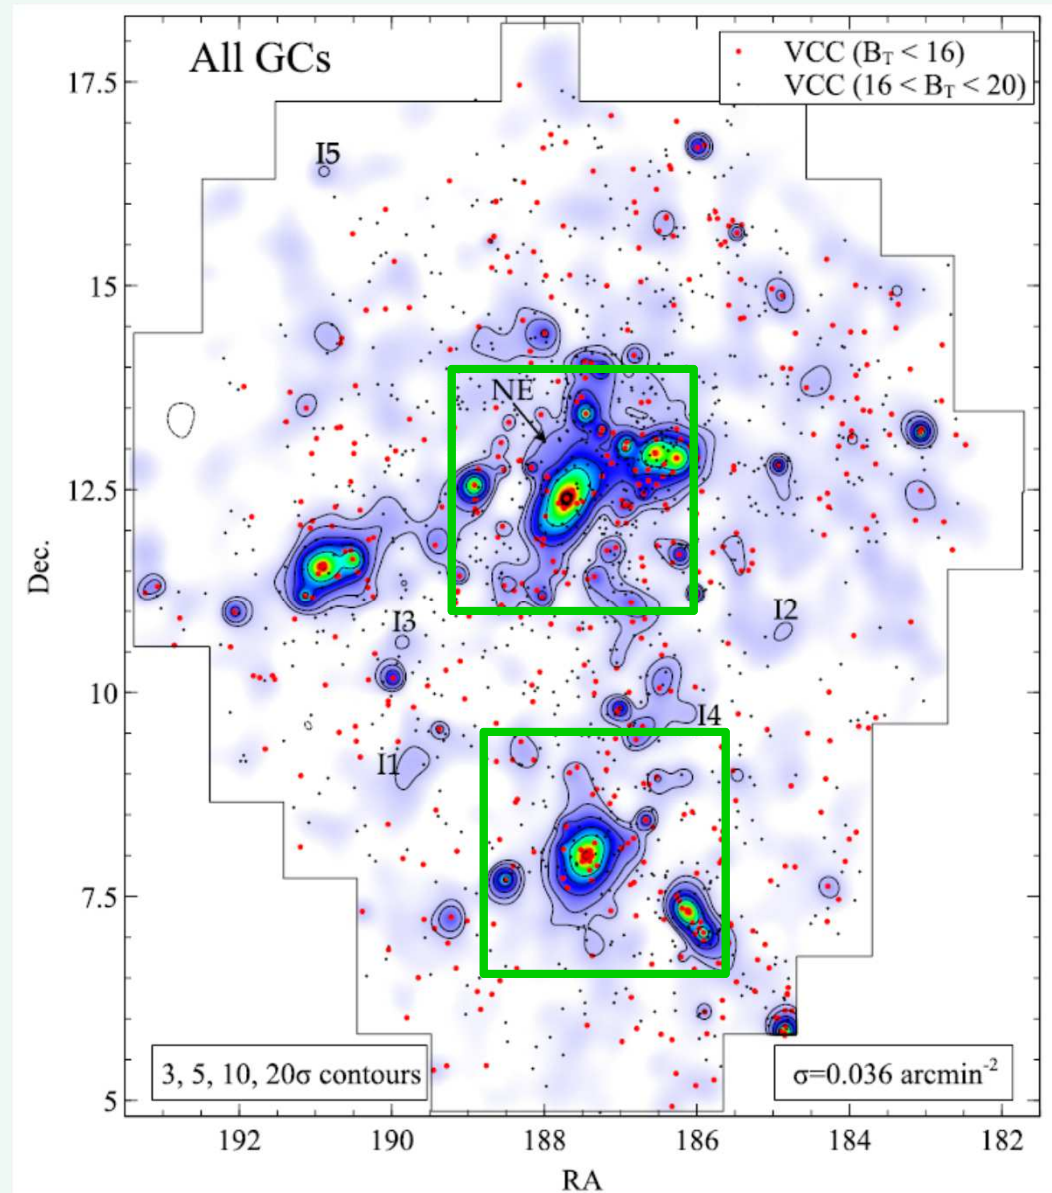 All GCs
VCC (B_T < 16)
VCC (16 < B_T < 20)
17.5
I5
15
NE
12.5
Dec.
I3
I2
10
I4
I1
7.5
3, 5, 10, 20σ contours
σ=0.036 arcmin⁻²
5
192 190 188 186 184 182
RA